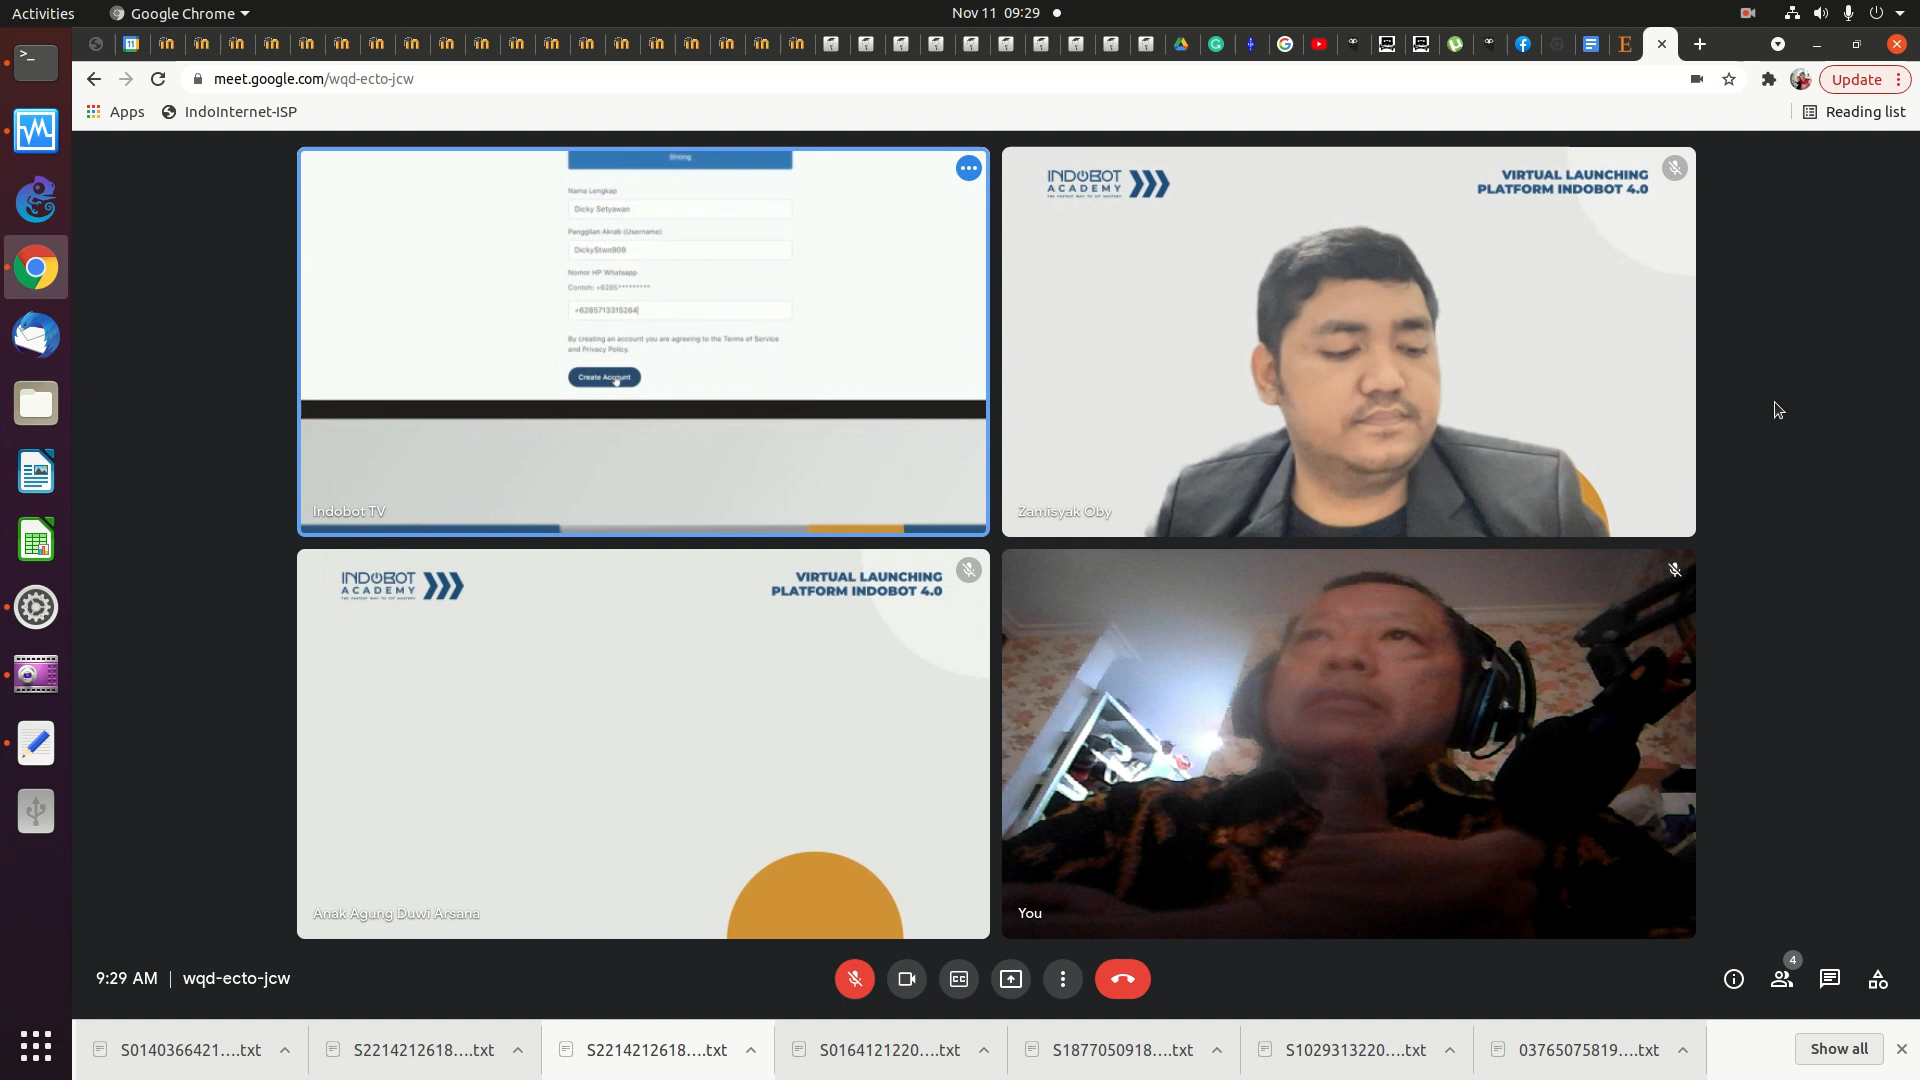 Activities
Google Chrome
Nov 11 09:29
meet.google.com/wqd-ecto-jcw
Update
Apps
IndoInternet-ISP
Reading list
Strong
Nama Lengkap
Dicky Setyawan
Panggilan Akrab (Username)
DickyStwn909
Nomor HP Whatsapp
Contoh: +6285*********
+6285713315264
By creating an account you are agreeing to the Terms of Service
and Privacy Policy.
Create Account
Indobot TV
INDOBOT
ACADEMY
VIRTUAL LAUNCHING
PLATFORM INDOBOT 4.0
Zamisyak Oby
INDOBOT
ACADEMY
VIRTUAL LAUNCHING
PLATFORM INDOBOT 4.0
Anak Agung Duwi Arsana
You
9:29 AM | wqd-ecto-jcw
4
S0140366421....txt
S2214212618....txt
S2214212618....txt
S0164121220....txt
S1877050918....txt
S1029313220....txt
03765075819....txt
Show all